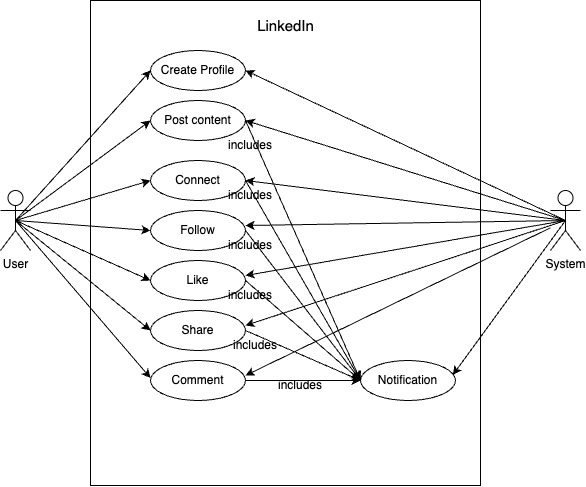 LinkedIn
Create Profile
Post content
includes
Connect
includes
Follow
includes
Like
includes
Share
includes
Comment
includes
Notification
User
System